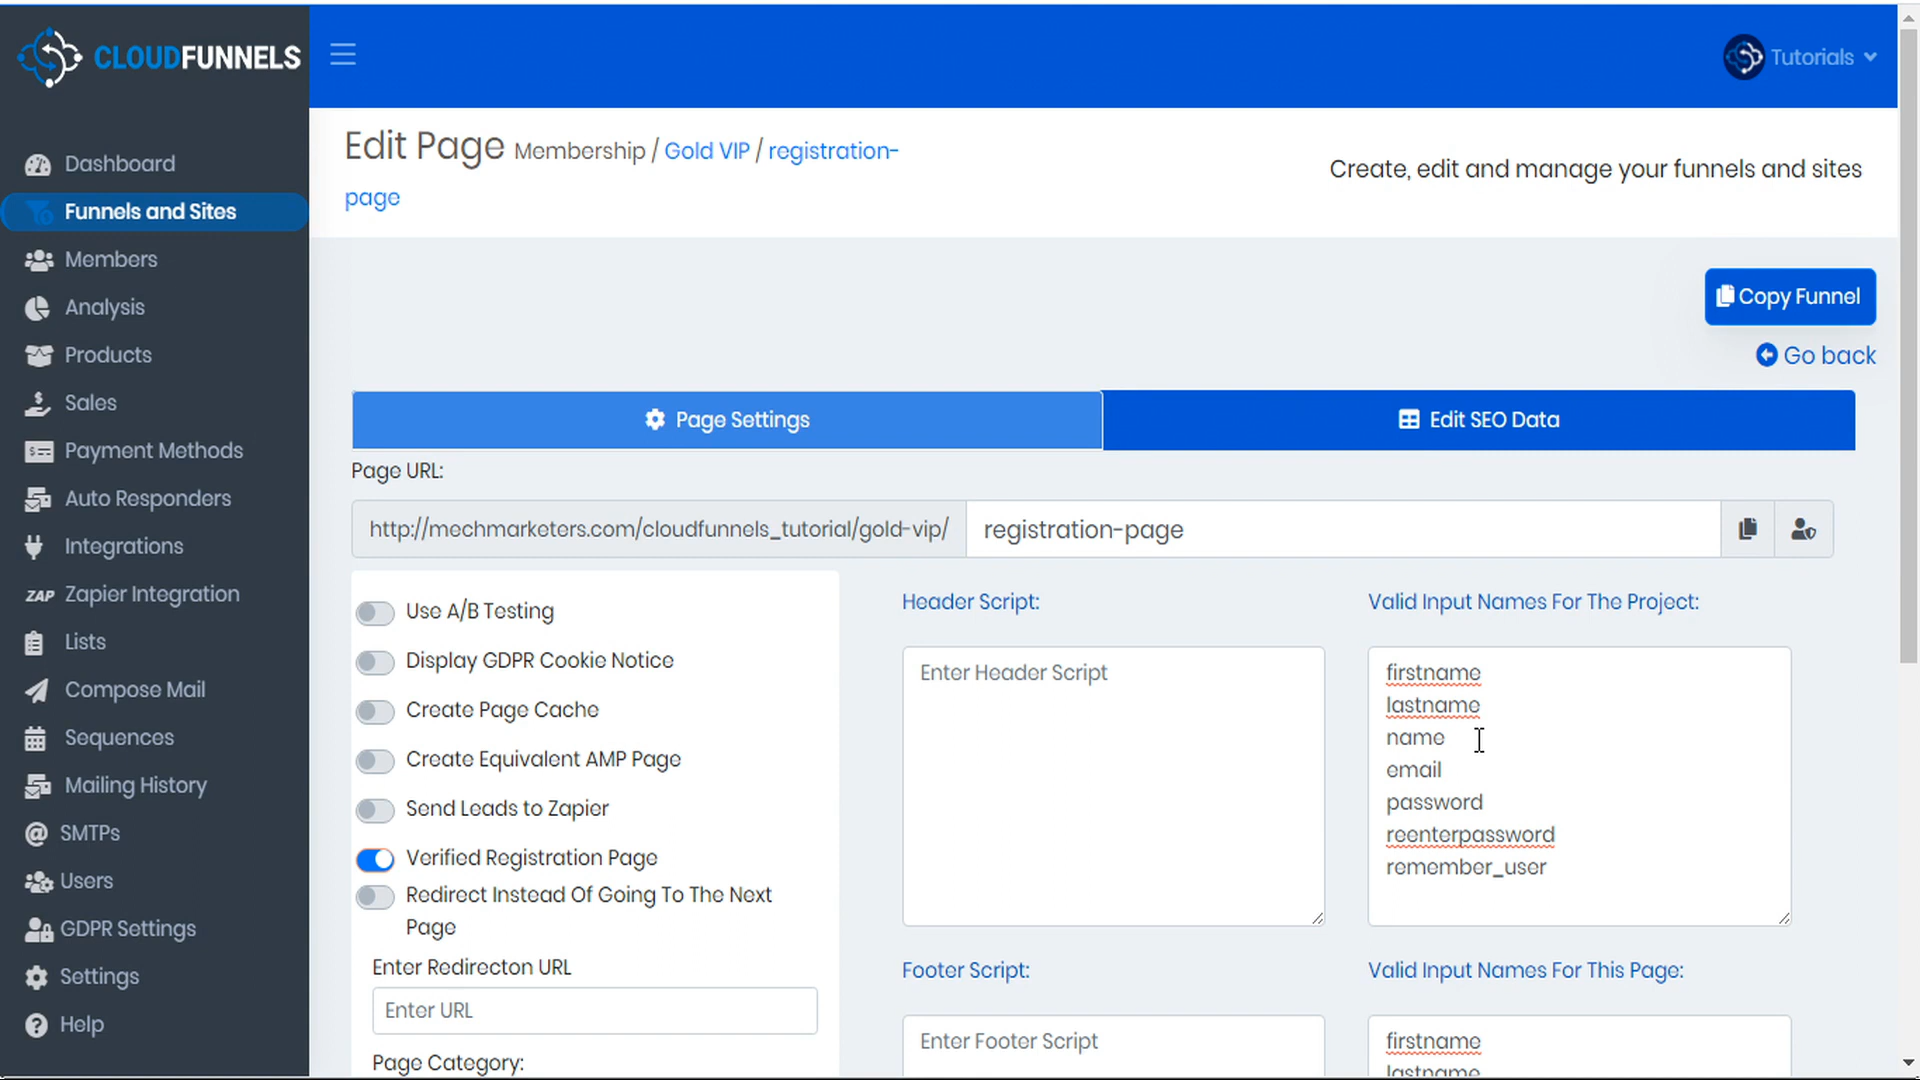 CLOUDFUNNELS
Tutorials
Dashboard
Funnels and Sites
Members
Analysis
Products
Sales
Payment Methods
Auto Responders
Integrations
ZAP Zapier Integration
Lists
Compose Mail
Sequences
Mailing History
SMTPs
Users
GDPR Settings
Settings
Help
Edit Page Membership / Gold VIP / registration-
page
Create, edit and manage your funnels and sites
Copy Funnel
Go back
Page Settings
Edit SEO Data
Page URL:
http://mechmarketers.com/cloudfunnels_tutorial/gold-vip/
registration-page
Use A/B Testing
Display GDPR Cookie Notice
Create Page Cache
Create Equivalent AMP Page
Send Leads to Zapier
Verified Registration Page
Redirect Instead Of Going To The Next
Page
Enter Redirecton URL
Enter URL
Page Category:
Header Script:
Enter Header Script
Footer Script:
Enter Footer Script
Valid Input Names For The Project:
firstname
lastname
name
email
password
reenterpassword
remember_user
Valid Input Names For This Page:
firstname
lastname